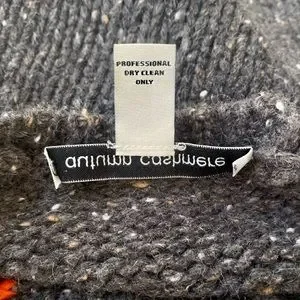 PROFESSIONAL
DRY CLEAN
ONLY
autumn cashmere